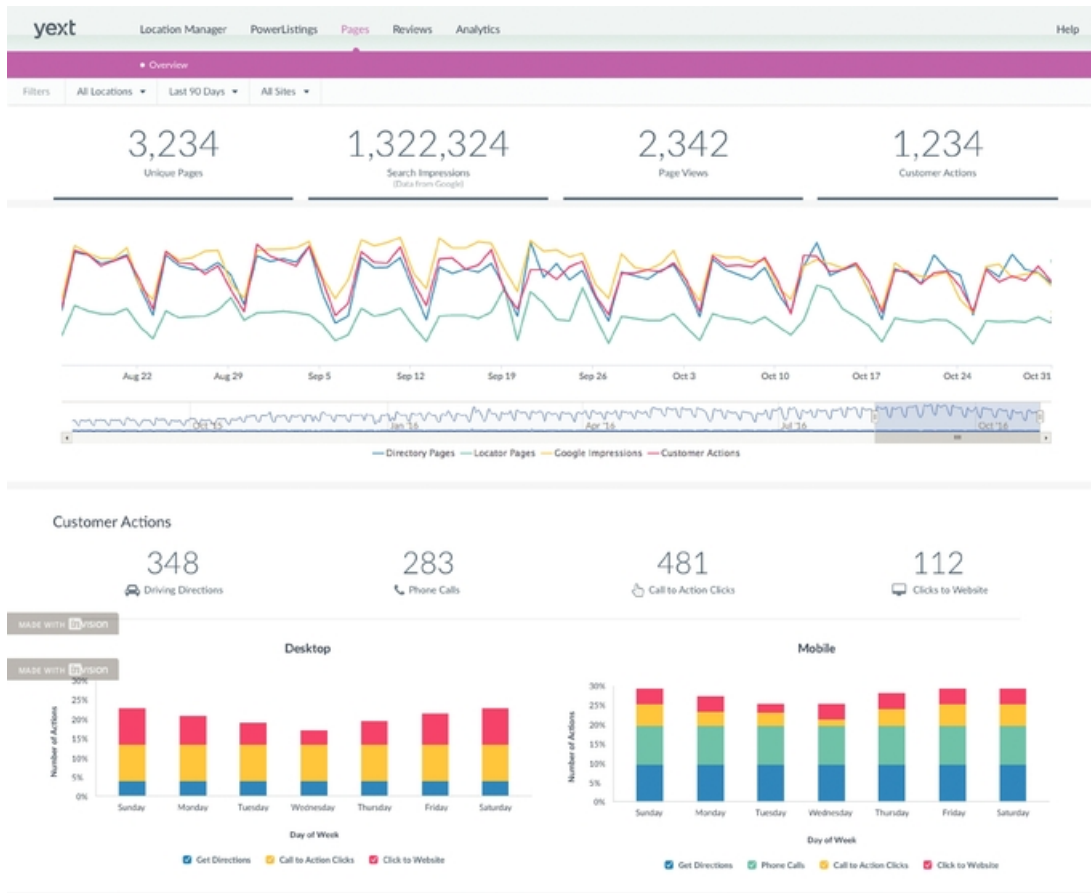 yext Location Manager PowerListings Pages Reviews Analytics Help
Overview
Filters All Locations Last 90 Days All Sites
3,234 1,322,324 2,342 1,234
Unique Pages Search Impressions Page Views Customer Actions
(Data from Google)
Aug 22 Aug 29 Sep 5 Sep 12 Sep 19 Sep 26 Oct 3 Oct 10 Oct 17 Oct 24 Oct 31
Oct '15 Jan '16 Apr '16 Jul '16 Oct '16
Directory Pages Locator Pages Google Impressions Customer Actions
Customer Actions
348 283 481 112
Driving Directions Phone Calls Call to Action Clicks Clicks to Website
MADE WITH inVISION
Desktop Mobile
MADE WITH inVISION
30%
25%
20%
15%
10%
5%
0%
Number of Actions
Sunday Monday Tuesday Wednesday Thursday Friday Saturday
Day of Week
Get Directions Call to Action Clicks Click to Website
30%
25%
20%
15%
10%
5%
0%
Number of Actions
Sunday Monday Tuesday Wednesday Thursday Friday Saturday
Day of Week
Get Directions Phone Calls Call to Action Clicks Click to Website